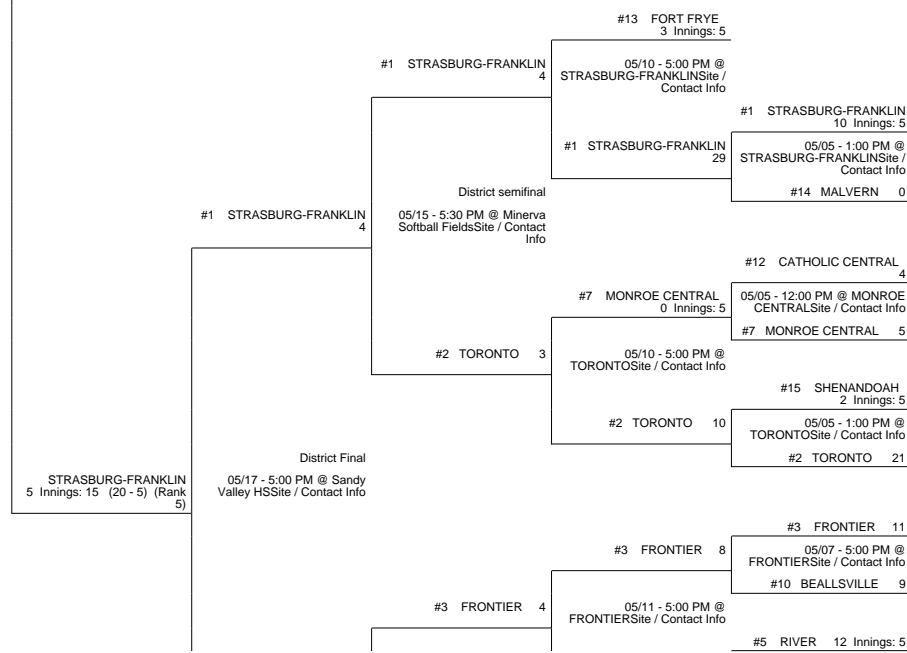 #13 FORT FRYE
3 Innings: 5
#1 STRASBURG-FRANKLIN
4
05/10 - 5:00 PM @
STRASBURG-FRANKLINSite /
Contact Info
#1 STRASBURG-FRANKLIN
10 Innings: 5
#1 STRASBURG-FRANKLIN
29
05/05 - 1:00 PM @
STRASBURG-FRANKLINSite /
Contact Info
#14 MALVERN 0
District semifinal
05/15 - 5:30 PM @ Minerva
Softball FieldsSite / Contact
Info
#1 STRASBURG-FRANKLIN
4
#12 CATHOLIC CENTRAL
4
#7 MONROE CENTRAL
0 Innings: 5
05/05 - 12:00 PM @ MONROE
CENTRALSite / Contact Info
#7 MONROE CENTRAL 5
#2 TORONTO 3
05/10 - 5:00 PM @
TORONTOSite / Contact Info
#15 SHENANDOAH
2 Innings: 5
#2 TORONTO 10
05/05 - 1:00 PM @
TORONTOSite / Contact Info
#2 TORONTO 21
District Final
05/17 - 5:00 PM @ Sandy
Valley HSSite / Contact Info
STRASBURG-FRANKLIN
5 Innings: 15 (20 - 5) (Rank
5)
#3 FRONTIER 11
#3 FRONTIER 8
05/07 - 5:00 PM @
FRONTIERSite / Contact Info
#10 BEALLSVILLE 9
#3 FRONTIER 4
05/11 - 5:00 PM @
FRONTIERSite / Contact Info
#5 RIVER 12 Innings: 5